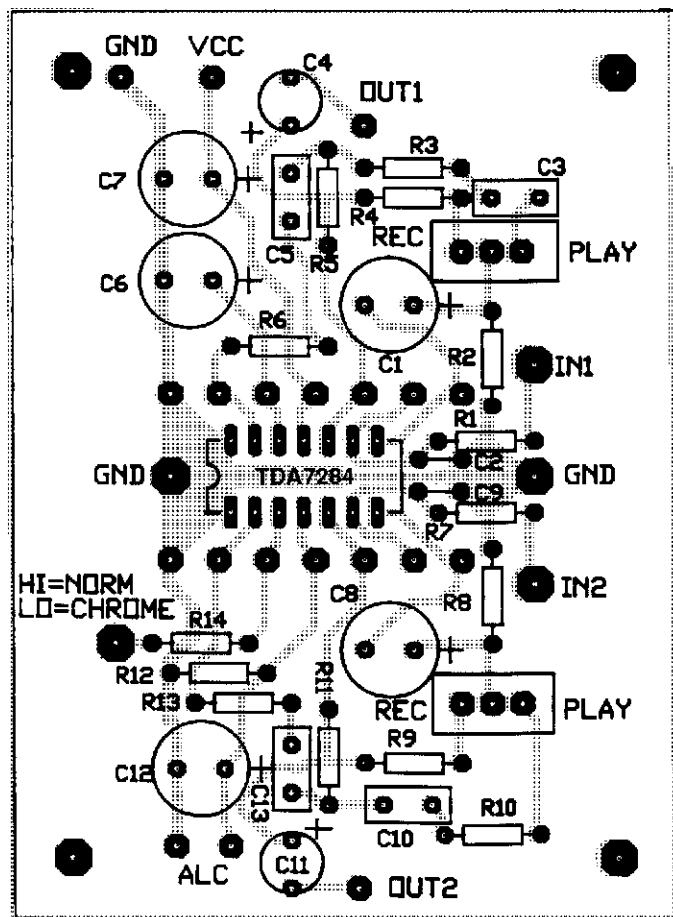 GND VCC C4
OUT1
R3
C7 C3
R4
C5 R5 REC PLAY
C6
R6
C1 R2 IN1
R1
C2
GND TDA7284 GND
C9
R7
HI=NORM C8 R8 IN2
LO=CHROME
R14
R12 R11
R13 REC PLAY
R9
C12 C13
R10
C10
ALC C11 OUT2